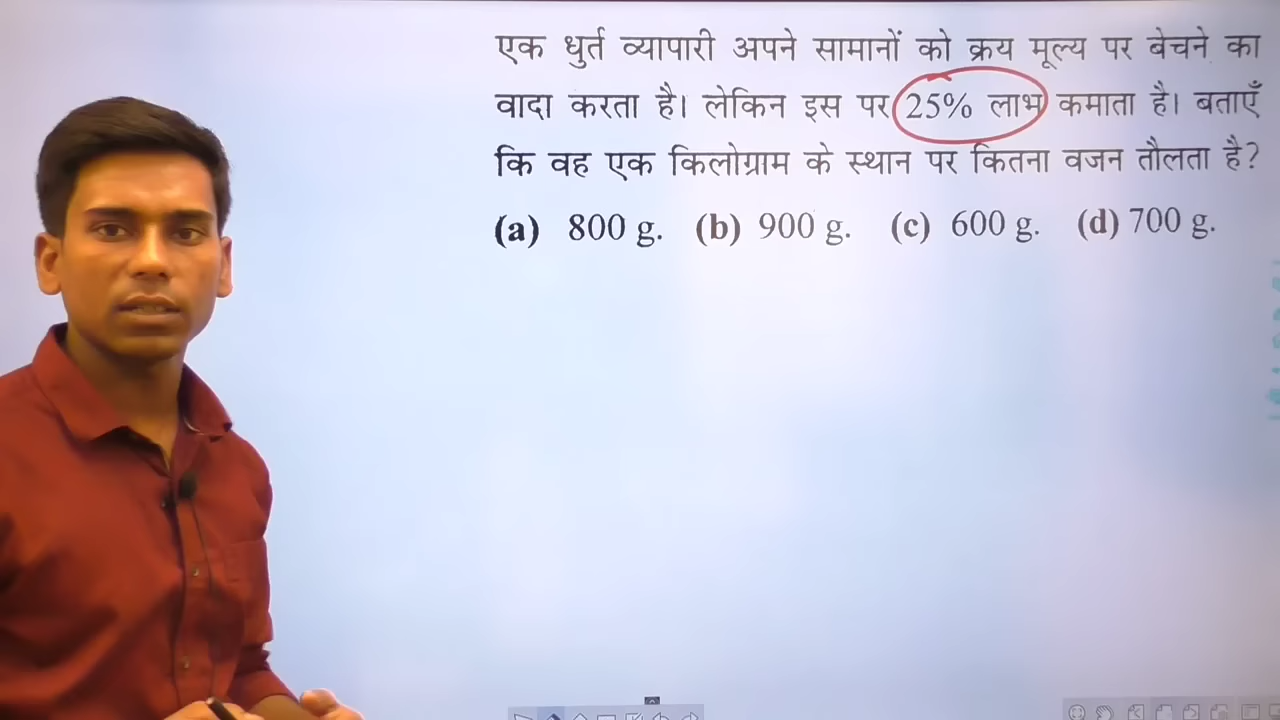 एक धुर्त व्यापारी अपने सामानों को क्रय मूल्य पर बेचने का
वादा करता है। लेकिन इस पर 25% लाभ कमाता है। बताएँ
कि वह एक किलोग्राम के स्थान पर कितना वजन तौलता है?
(a) 800 g. (b) 900 g. (c) 600 g. (d) 700 g.